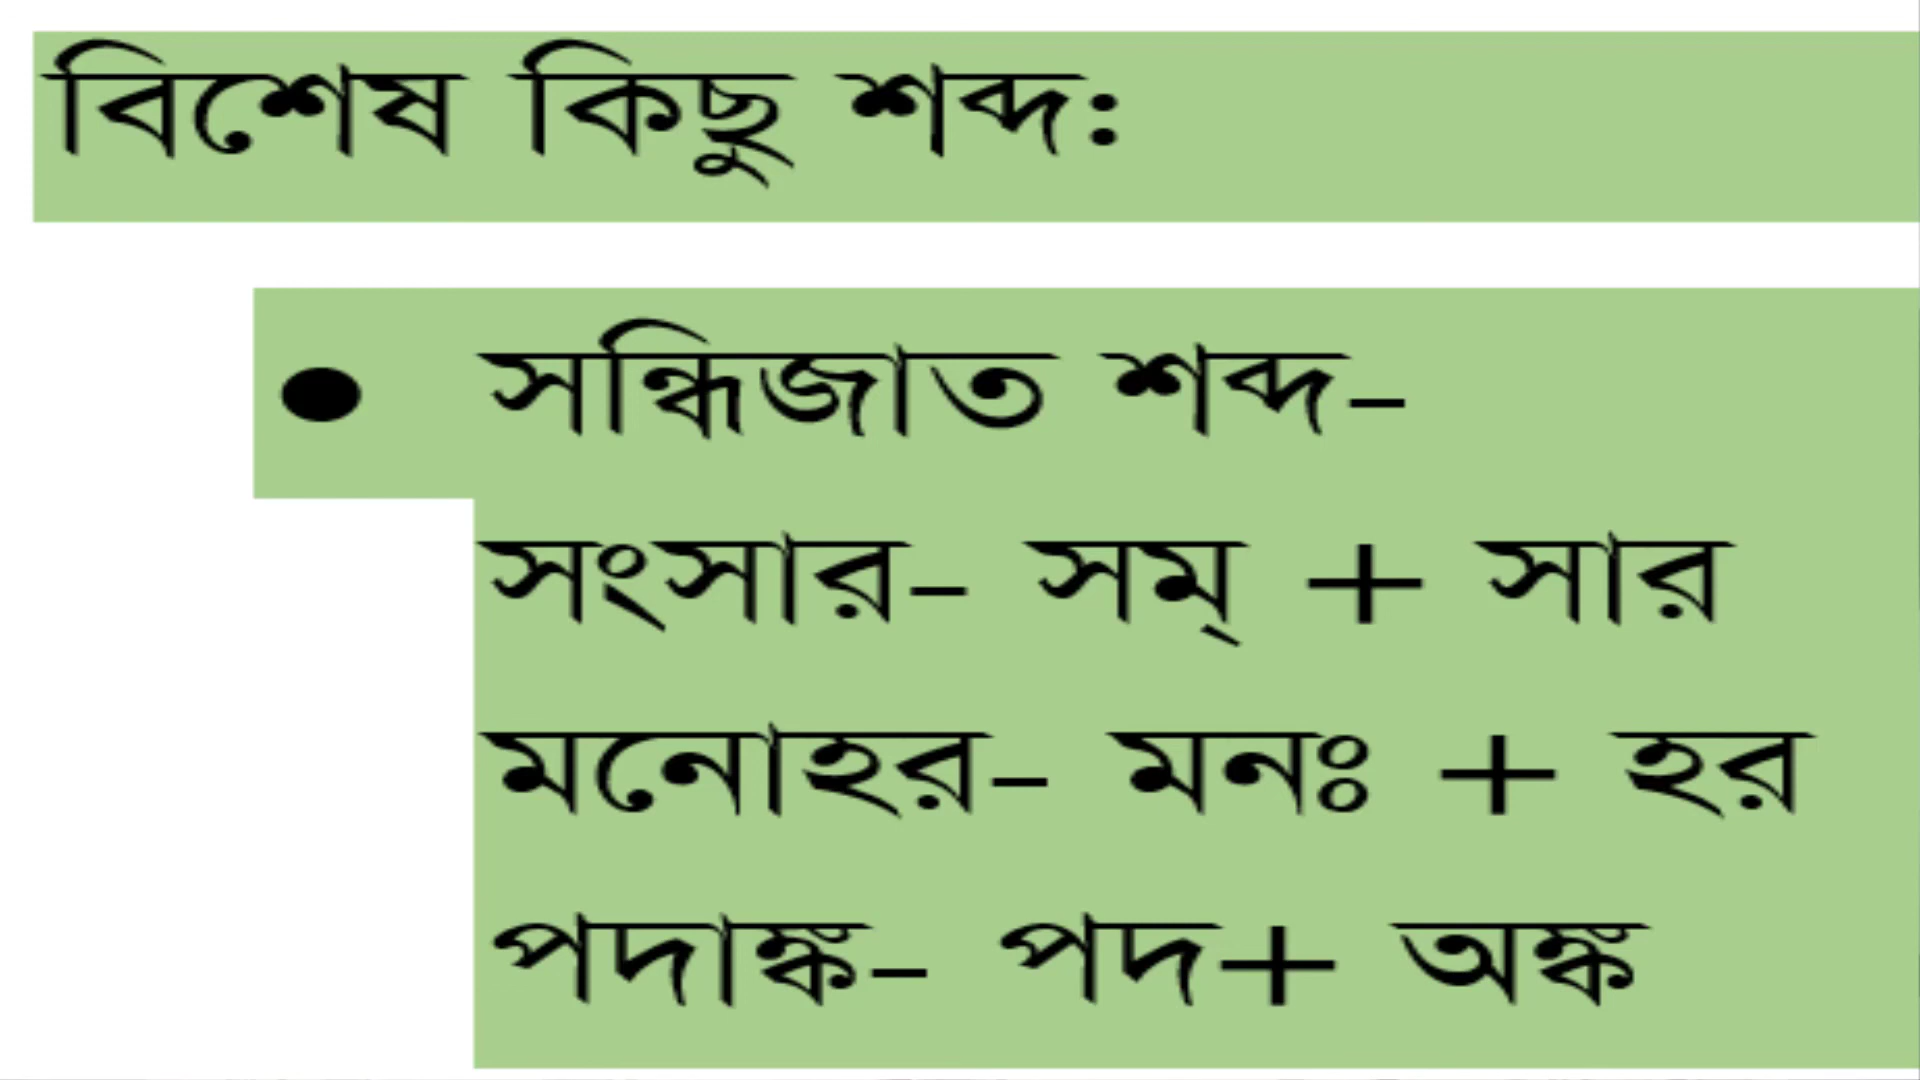 বিশেষ কিছু শব্দ:
● সন্ধিজাত শব্দ-
সংসার- সম্ + সার
মনোহর- মনঃ + হর
পদাঙ্ক- পদ+ অঙ্ক